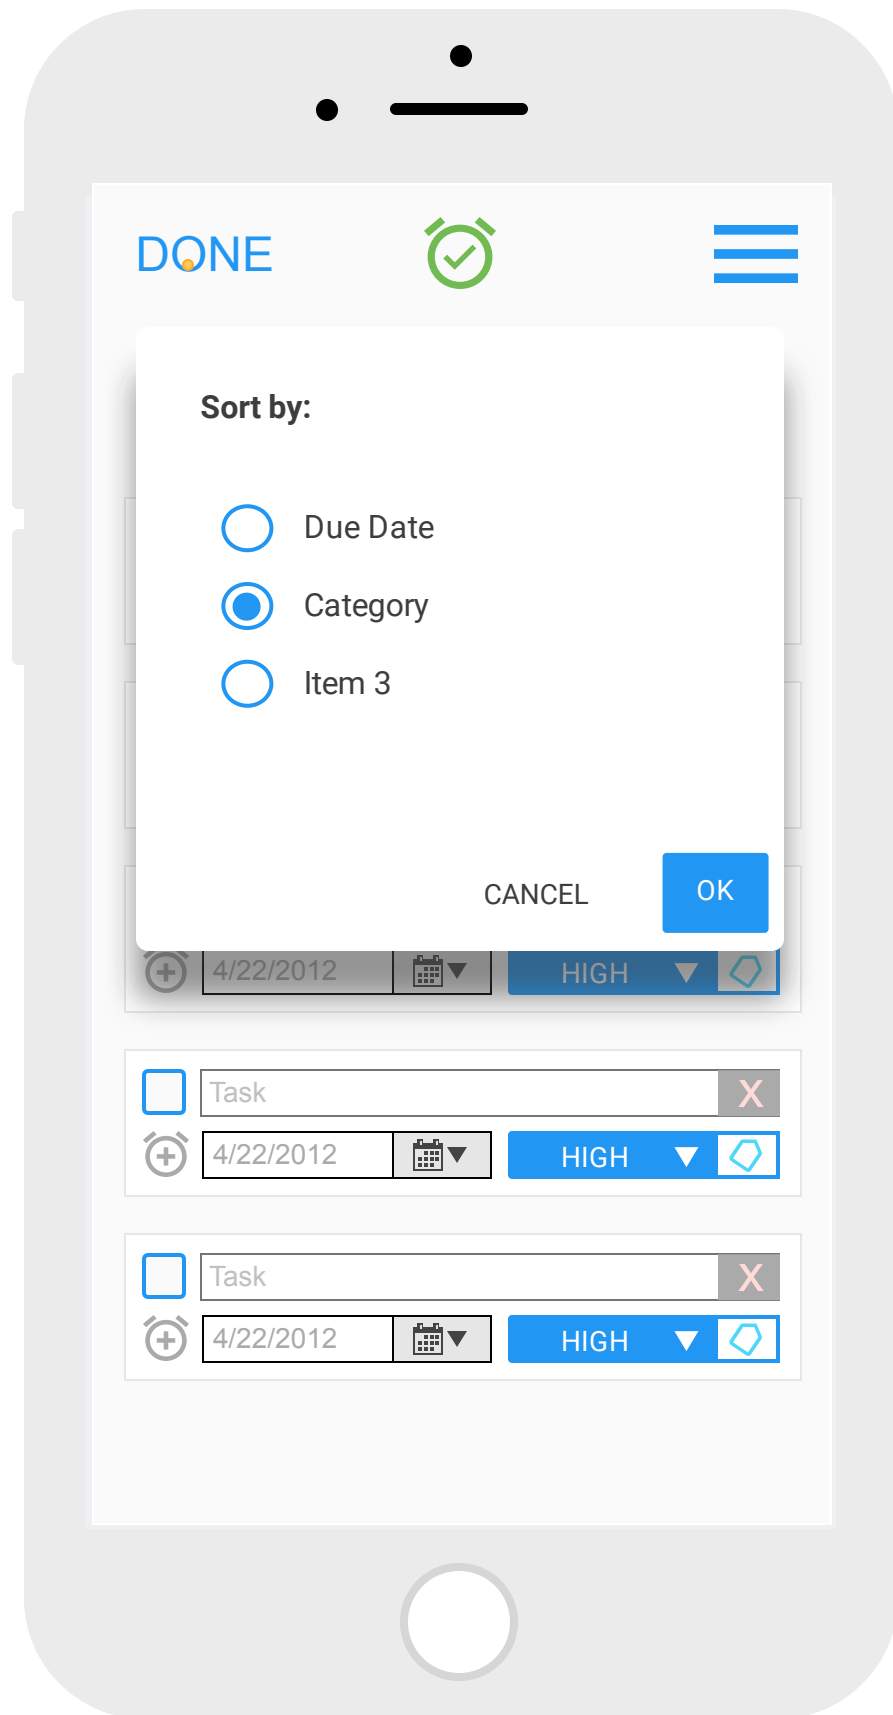 DONE
Sort by:
Due Date
Category
Item 3
CANCEL OK
4/22/2012 HIGH
Task X
4/22/2012 HIGH
Task X
4/22/2012 HIGH